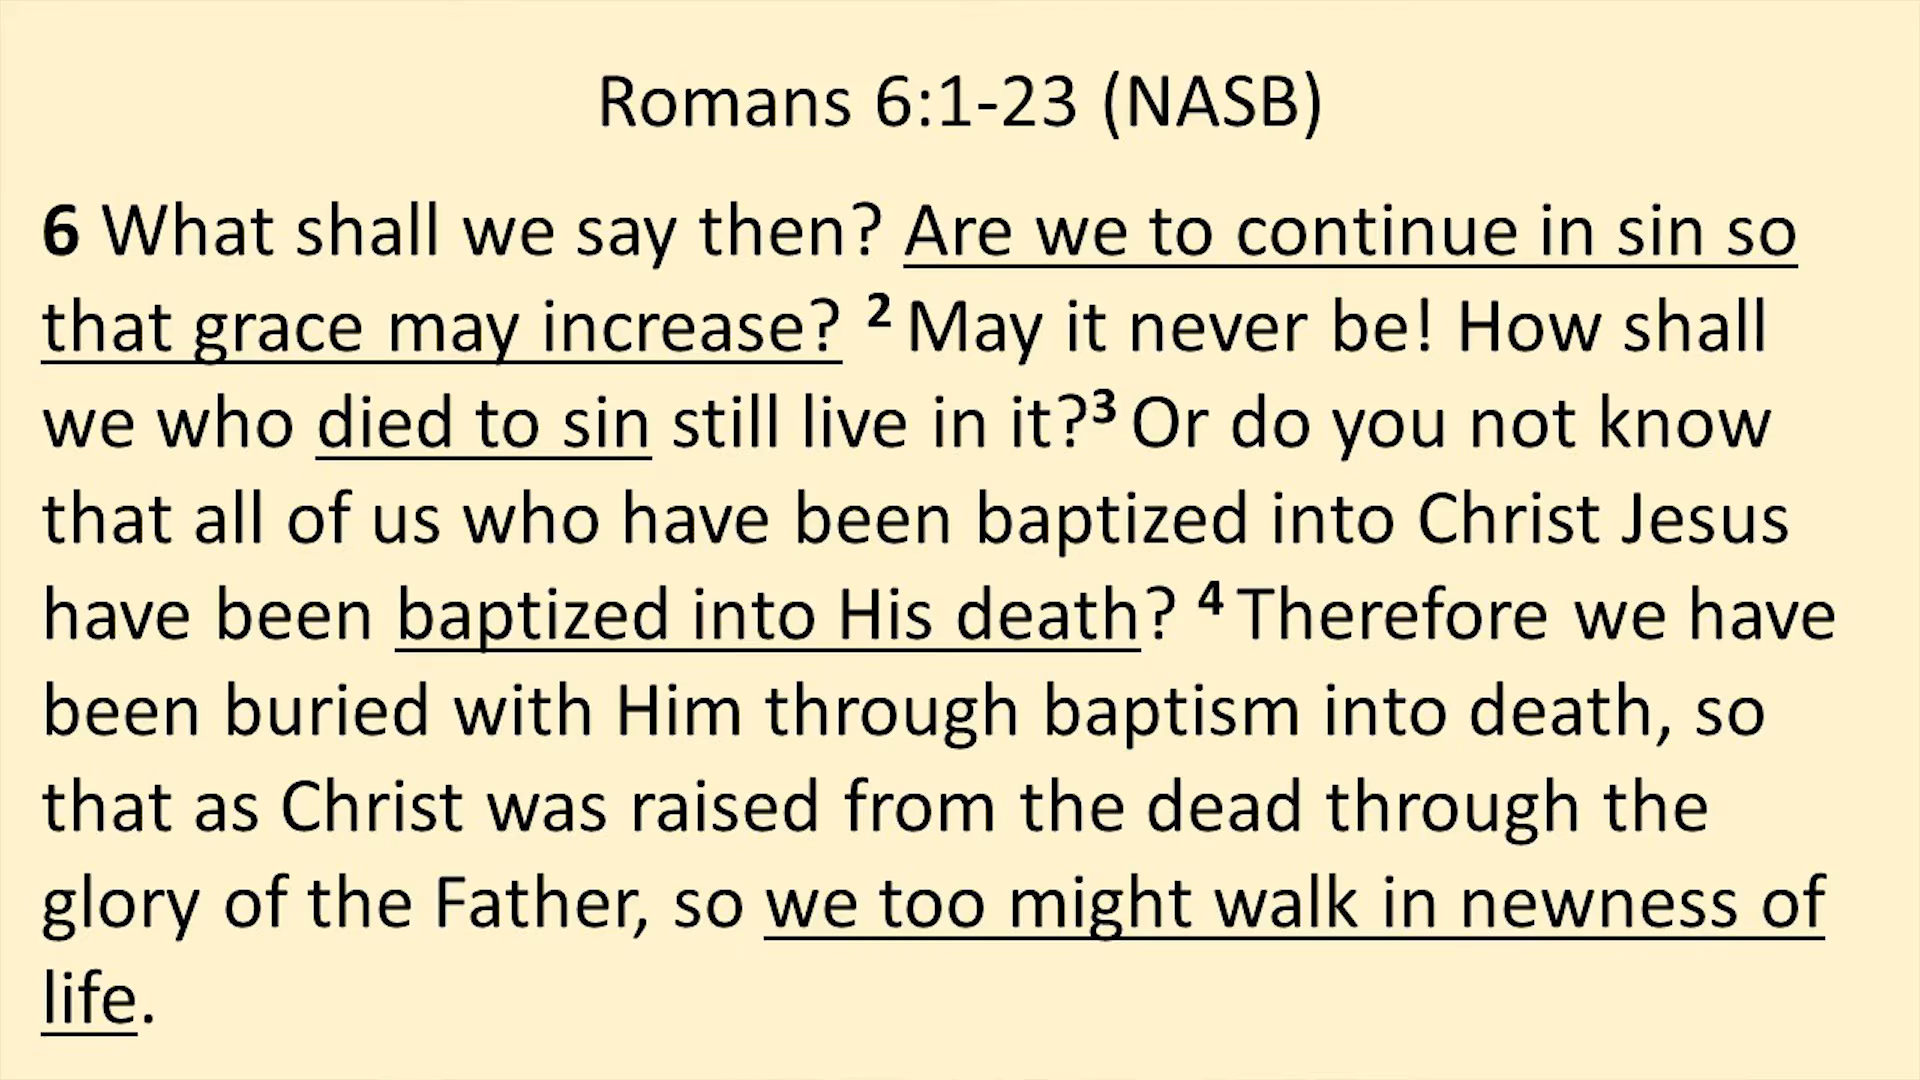 Romans 6:1-23 (NASB)
6 What shall we say then? Are we to continue in sin so
that grace may increase? 2 May it never be! How shall
we who died to sin still live in it?3 Or do you not know
that all of us who have been baptized into Christ Jesus
have been baptized into His death? 4 Therefore we have
been buried with Him through baptism into death, so
that as Christ was raised from the dead through the
glory of the Father, so we too might walk in newness of
life.